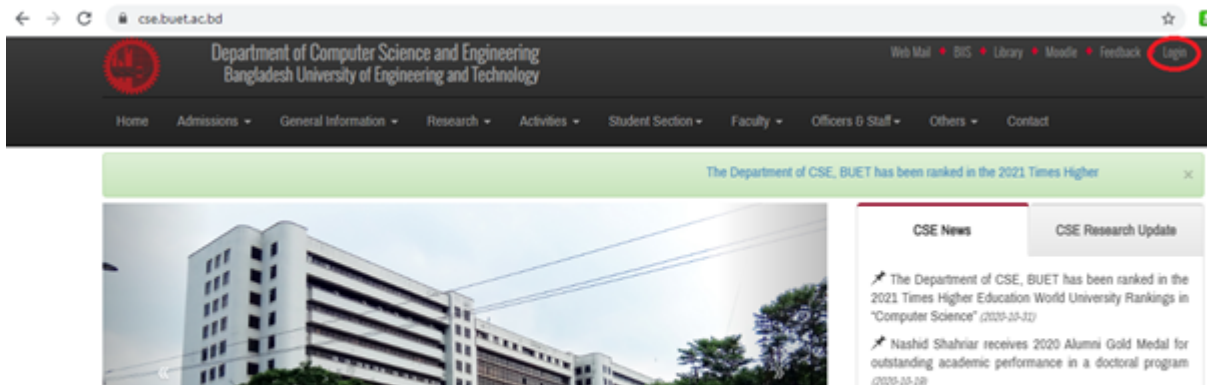 cse.buet.ac.bd
Department of Computer Science and Engineering
Bangladesh University of Engineering and Technology
Web Mail BIIS Library Moodle Feedback Login
Home Admissions General Information Research Activities Student Section Faculty Officers & Staff Others Contact
The Department of CSE, BUET has been ranked in the 2021 Times Higher
CSE News CSE Research Update
The Department of CSE, BUET has been ranked in the
2021 Times Higher Education World University Rankings in
"Computer Science" (2020-10-31)
Nashid Shahriar receives 2020 Alumni Gold Medal for
outstanding academic performance in a doctoral program
(2020-10-19)